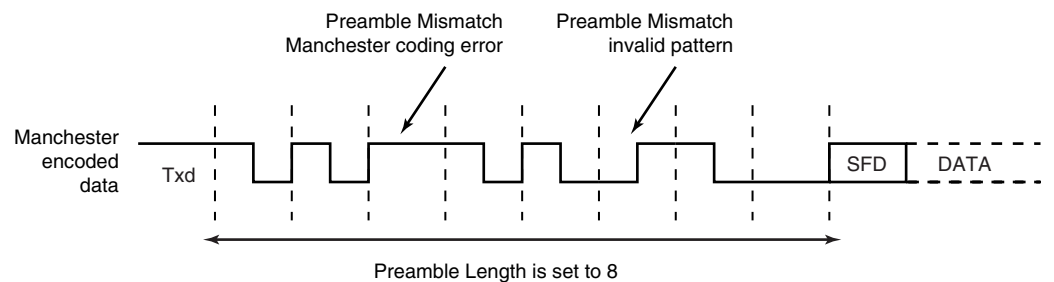 Preamble Mismatch
Manchester coding error
Preamble Mismatch
invalid pattern
Manchester
encoded
data
Txd
SFD
DATA
Preamble Length is set to 8